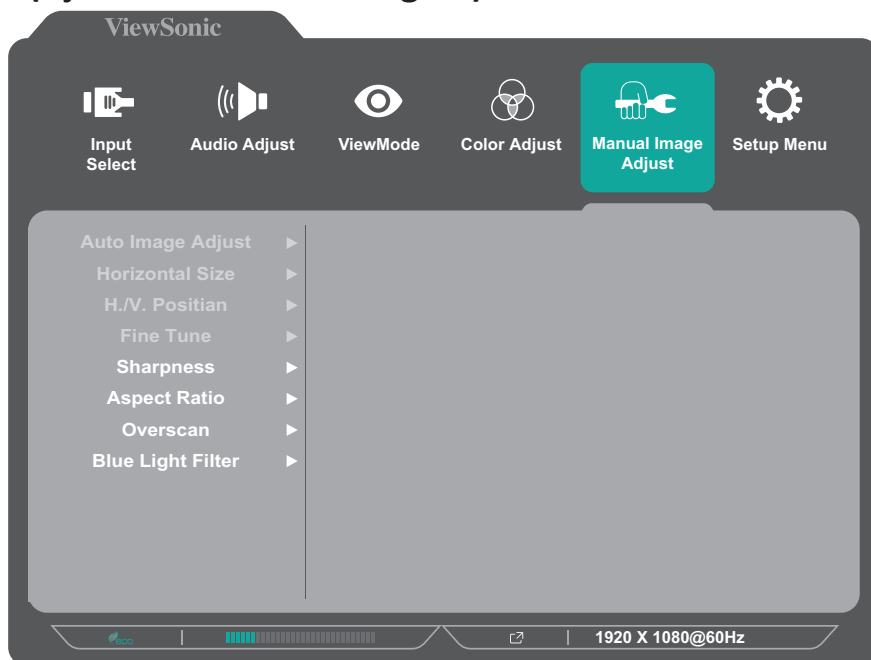 ViewSonic
Input Select
Audio Adjust
ViewMode
Color Adjust
Manual Image Adjust
Setup Menu
Auto Image Adjust
Horizontal Size
H./V. Positian
Fine Tune
Sharpness
Aspect Ratio
Overscan
Blue Light Filter
eco
1920 X 1080@60Hz